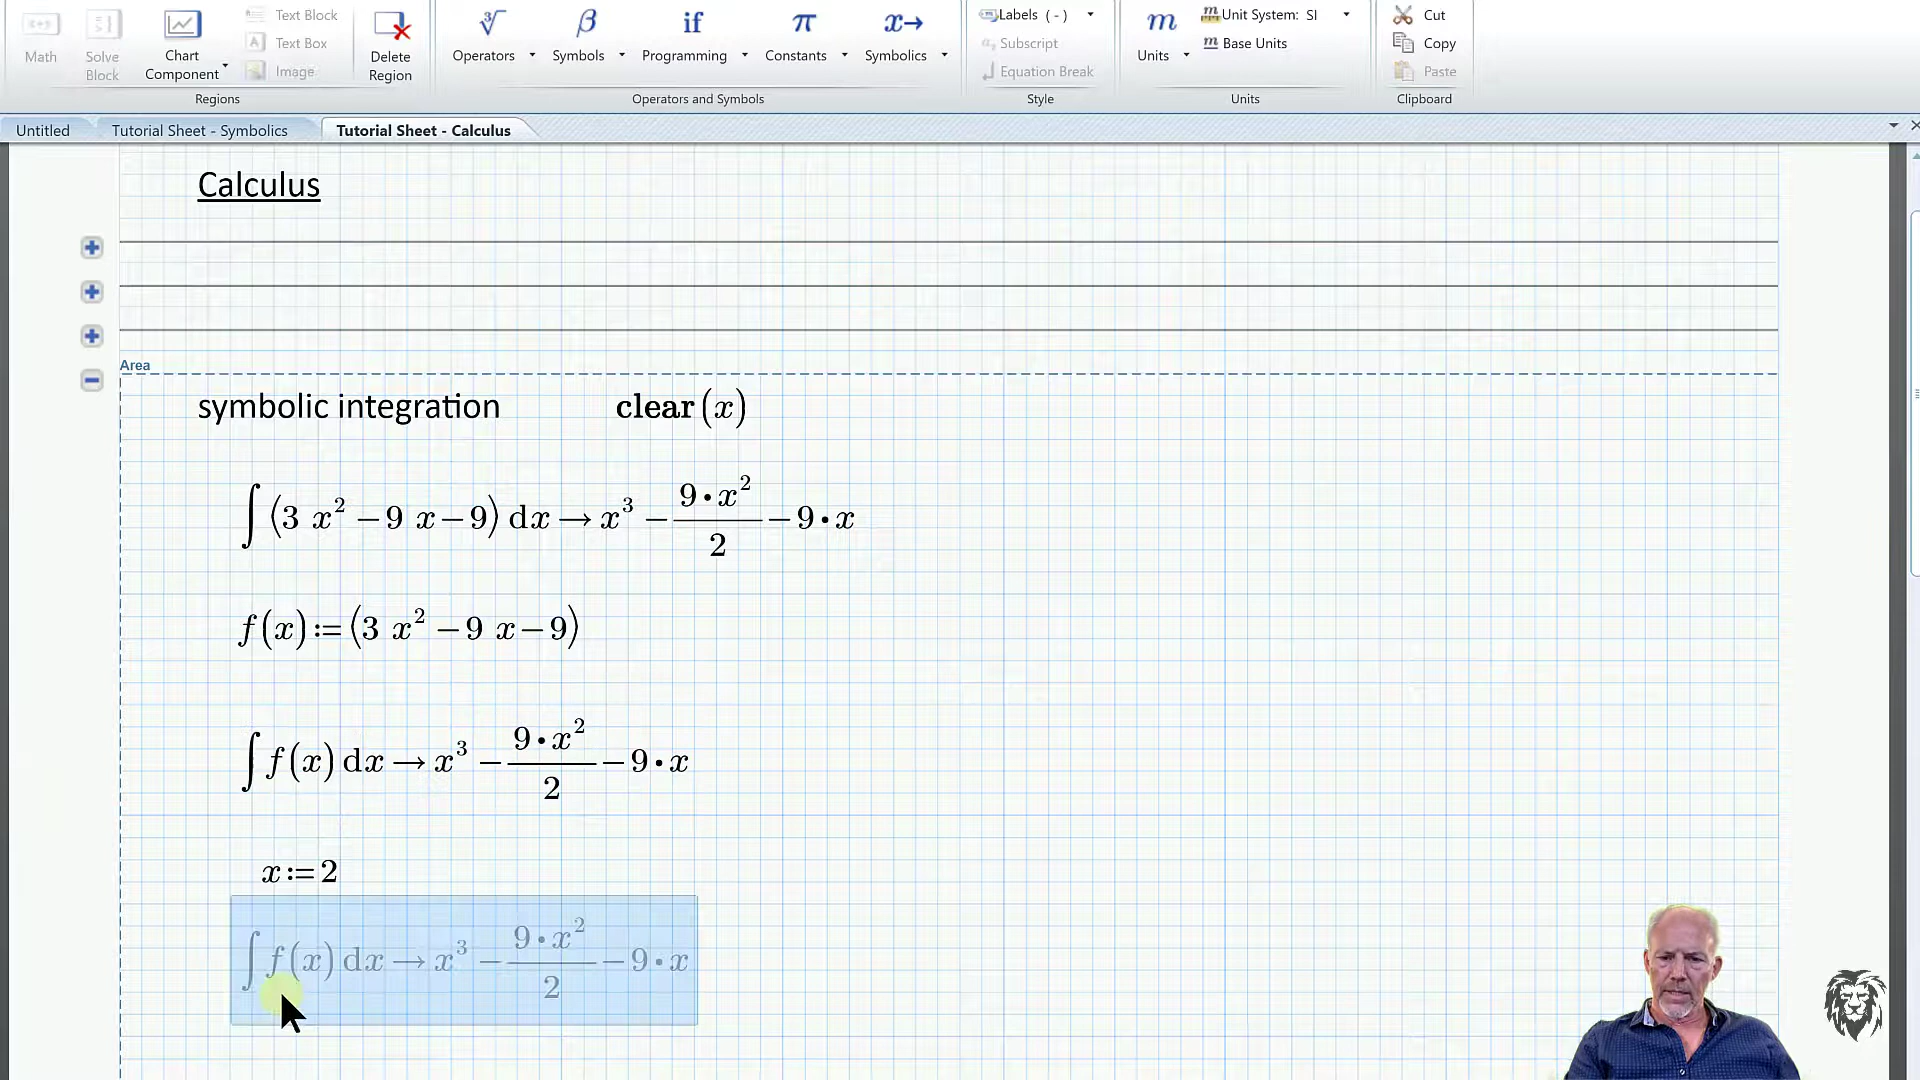 Math
Solve Block
Chart Component
Text Block
Text Box
Image
Delete Region
Regions
Operators
Symbols
if
Programming
π
Constants
x→
Symbolics
Operators and Symbols
Labels (-)
Subscript
Equation Break
Style
m
Units
Unit System: SI
Base Units
Units
Cut
Copy
Paste
Clipboard
Untitled
Tutorial Sheet - Symbolics
Tutorial Sheet - Calculus
Calculus
Area
symbolic integration clear(x)
∫(3 x² − 9 x − 9) dx → x³ − 9•x²/2 − 9•x
f(x) := (3 x² − 9 x − 9)
∫f(x) dx → x³ − 9•x²/2 − 9•x
x := 2
∫f(x) dx → x³ − 9•x²/2 − 9•x